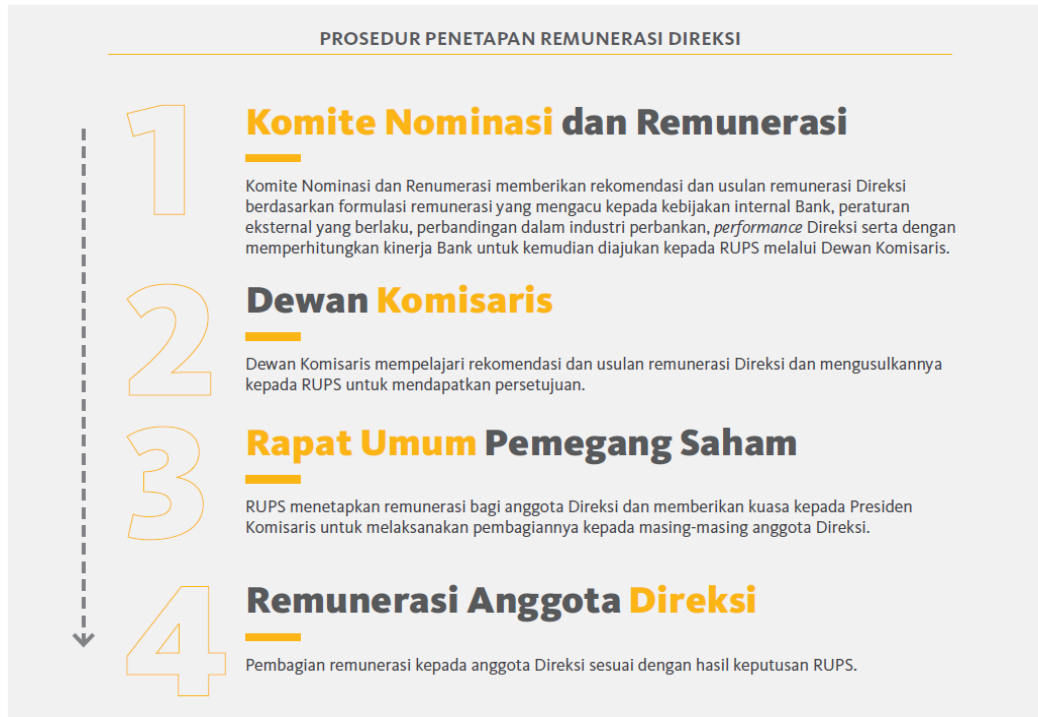 PROSEDUR PENETAPAN REMUNERASI DIREKSI
1
Komite Nominasi dan Remunerasi
Komite Nominasi dan Renumerasi memberikan rekomendasi dan usulan remunerasi Direksi
berdasarkan formulasi remunerasi yang mengacu kepada kebijakan internal Bank, peraturan
eksternal yang berlaku, perbandingan dalam industri perbankan, performance Direksi serta dengan
memperhitungkan kinerja Bank untuk kemudian diajukan kepada RUPS melalui Dewan Komisaris.
2
Dewan Komisaris
Dewan Komisaris mempelajari rekomendasi dan usulan remunerasi Direksi dan mengusulkannya
kepada RUPS untuk mendapatkan persetujuan.
3
Rapat Umum Pemegang Saham
RUPS menetapkan remunerasi bagi anggota Direksi dan memberikan kuasa kepada Presiden
Komisaris untuk melaksanakan pembagiannya kepada masing-masing anggota Direksi.
4
Remunerasi Anggota Direksi
Pembagian remunerasi kepada anggota Direksi sesuai dengan hasil keputusan RUPS.